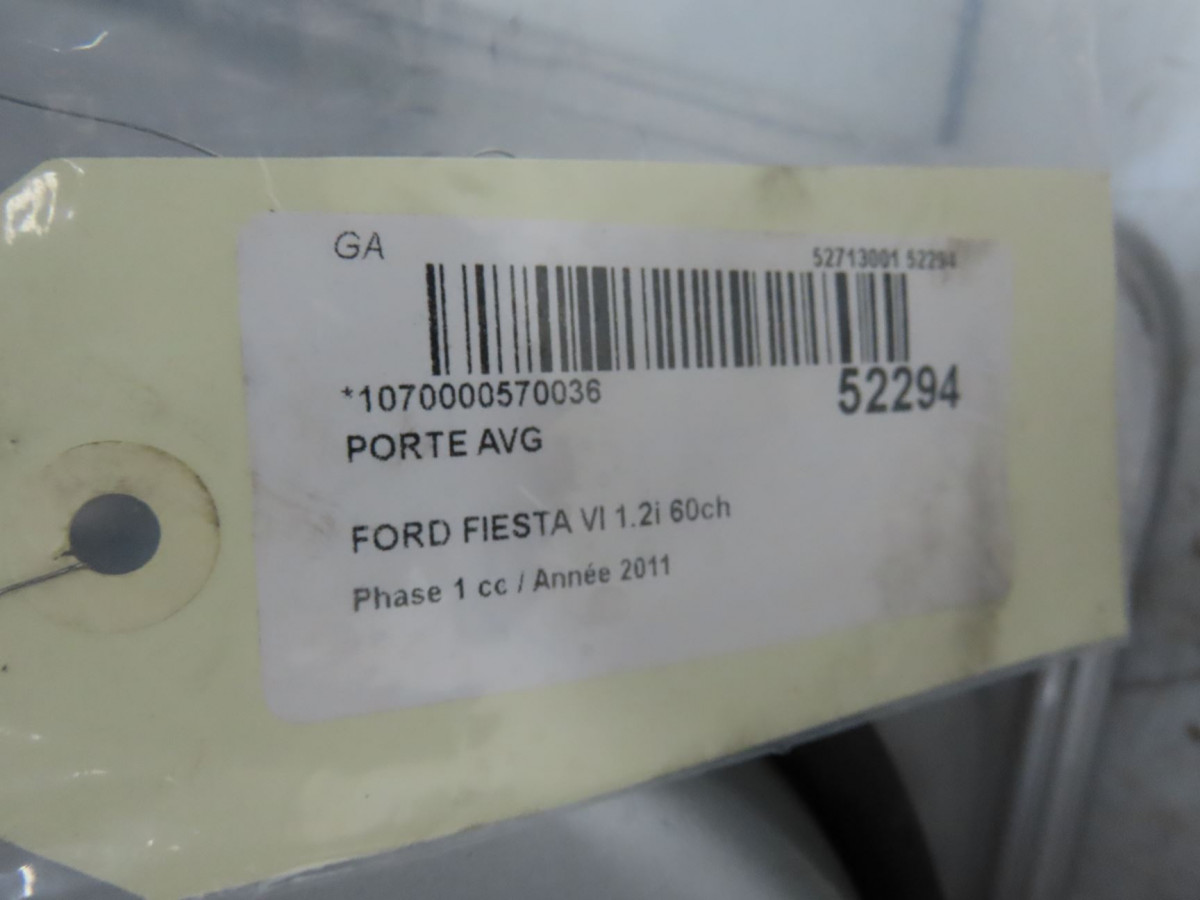 GA
52713001 52294
*1070000570036
52294
PORTE AVG
FORD FIESTA VI 1.2i 60ch
Phase 1 cc / Année 2011